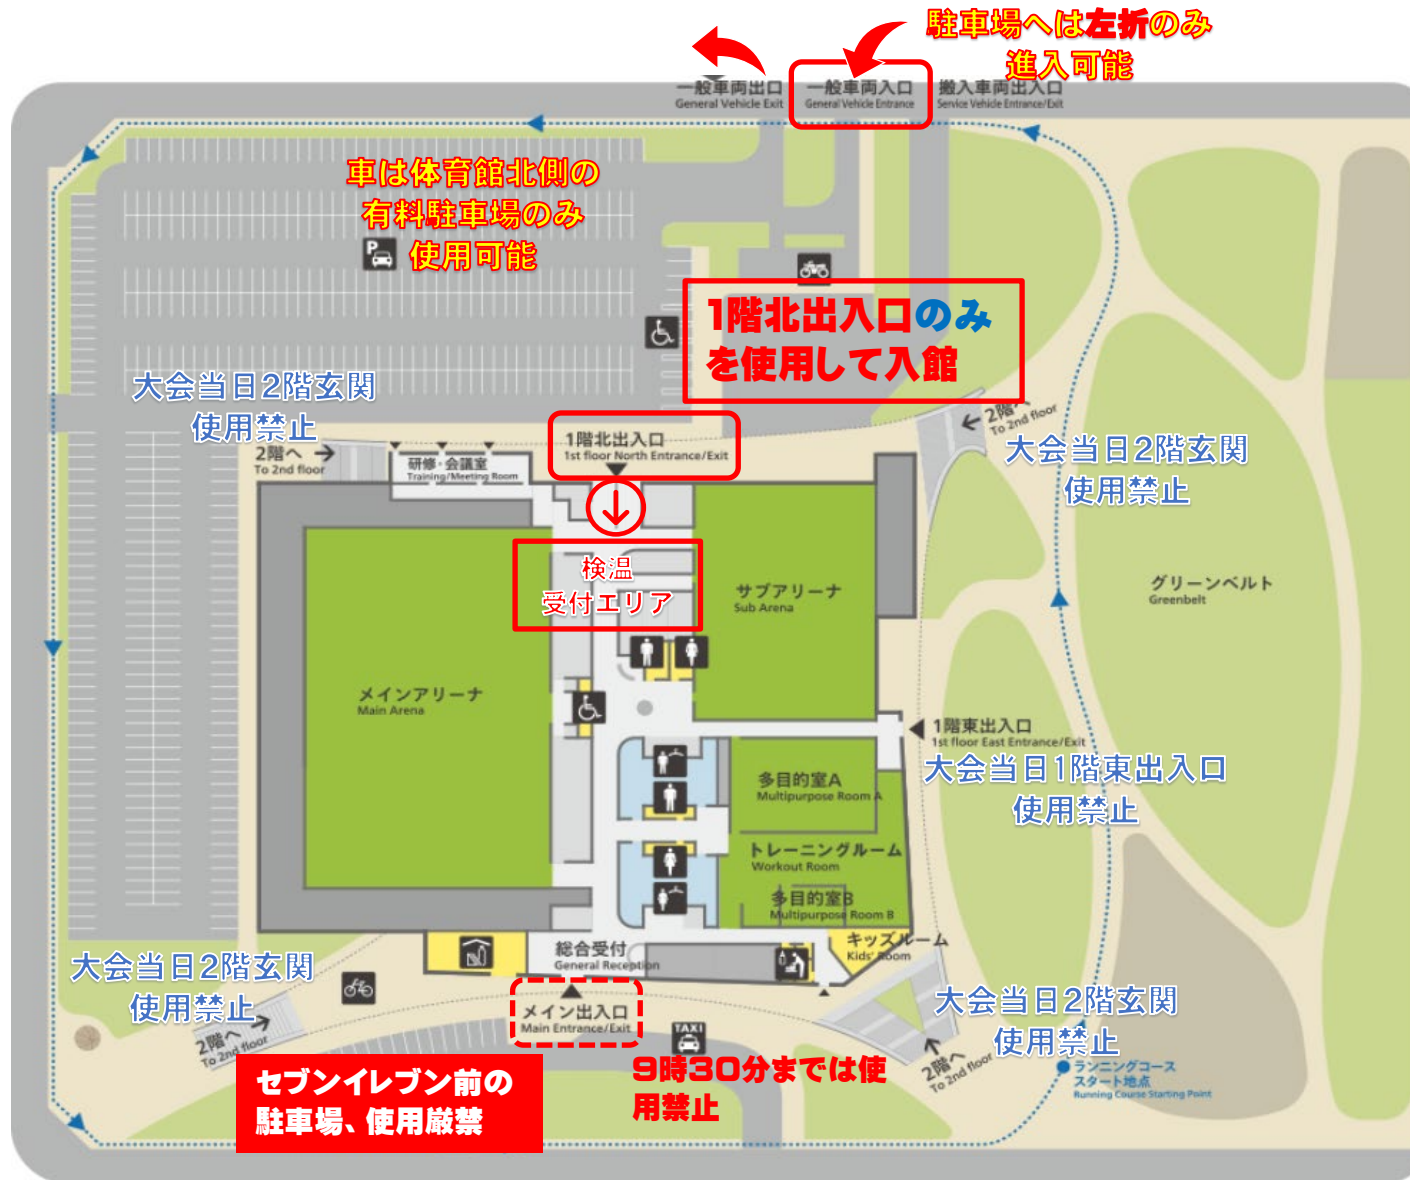 駐車場へは左折のみ
進入可能
一般車両出口
General Vehicle Exit
一般車両入口
General Vehicle Entrance
搬入車両出入口
Service Vehicle Entrance/Exit
車は体育館北側の
有料駐車場のみ
使用可能
P
1階北出入口のみ
を使用して入館
大会当日2階玄関
使用禁止
2階へ
To 2nd floor
研修・会議室
Training/Meeting Room
1階北出入口
1st floor North Entrance/Exit
2階へ
To 2nd floor
大会当日2階玄関
使用禁止
検温
受付エリア
サブアリーナ
Sub Arena
グリーンベルト
Greenbelt
メインアリーナ
Main Arena
1階東出入口
1st floor East Entrance/Exit
大会当日1階東出入口
使用禁止
多目的室A
Multipurpose Room A
トレーニングルーム
Workout Room
多目的室B
Multipurpose Room B
キッズルーム
Kids' Room
総合受付
General Reception
大会当日2階玄関
使用禁止
2階へ
To 2nd floor
メイン出入口
Main Entrance/Exit
TAXI
大会当日2階玄関
使用禁止
2階へ
To 2nd floor
9時30分までは使
用禁止
セブンイレブン前の
駐車場、使用厳禁
ランニングコース
スタート地点
Running Course Starting Point